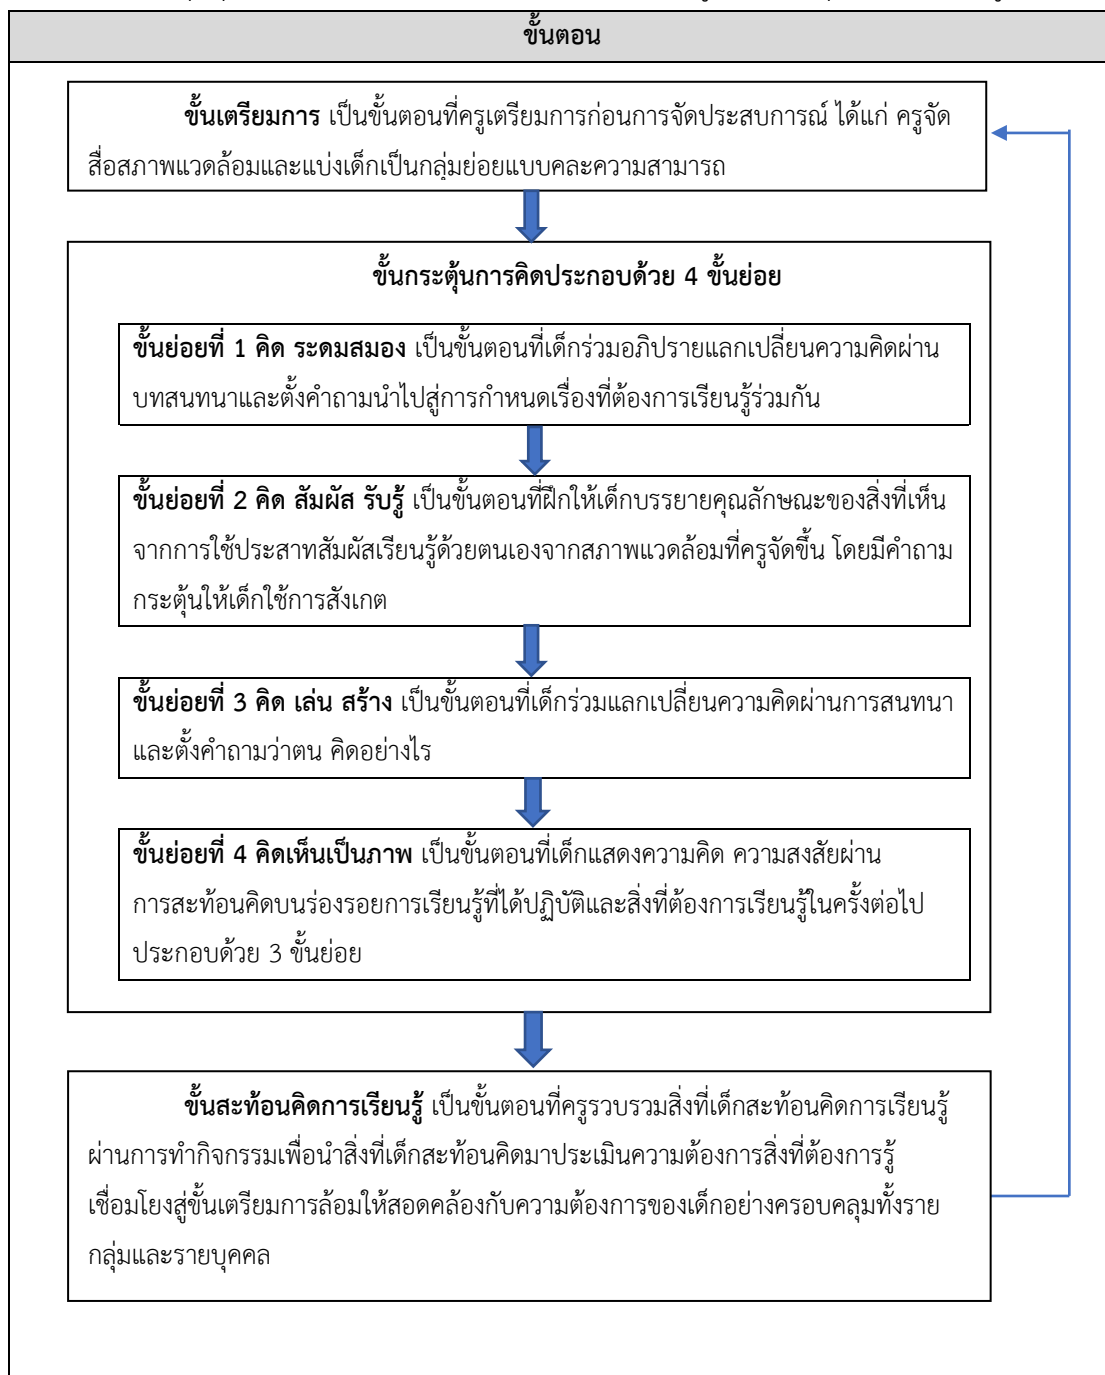 ขั้นตอน
ขั้นเตรียมการ เป็นขั้นตอนที่ครูเตรียมการก่อนการจัดประสบการณ์ ได้แก่ ครูจัด
สื่อสภาพแวดล้อมและแบ่งเด็กเป็นกลุ่มย่อยแบบคละความสามารถ
ขั้นกระตุ้นการคิดประกอบด้วย 4 ขั้นย่อย
ขั้นย่อยที่ 1 คิด ระดมสมอง เป็นขั้นตอนที่เด็กร่วมอภิปรายแลกเปลี่ยนความคิดผ่าน
บทสนทนาและตั้งคำถามนำไปสู่การกำหนดเรื่องที่ต้องการเรียนรู้ร่วมกัน
ขั้นย่อยที่ 2 คิด สัมผัส รับรู้ เป็นขั้นตอนที่ฝึกให้เด็กบรรยายคุณลักษณะของสิ่งที่เห็น
จากการใช้ประสาทสัมผัสเรียนรู้ด้วยตนเองจากสภาพแวดล้อมที่ครูจัดขึ้น โดยมีคำถาม
กระตุ้นให้เด็กใช้การสังเกต
ขั้นย่อยที่ 3 คิด เล่น สร้าง เป็นขั้นตอนที่เด็กร่วมแลกเปลี่ยนความคิดผ่านการสนทนา
และตั้งคำถามว่าตน คิดอย่างไร
ขั้นย่อยที่ 4 คิดเห็นเป็นภาพ เป็นขั้นตอนที่เด็กแสดงความคิด ความสงสัยผ่าน
การสะท้อนคิดบนร่องรอยการเรียนรู้ที่ได้ปฏิบัติและสิ่งที่ต้องการเรียนรู้ในครั้งต่อไป
ประกอบด้วย 3 ขั้นย่อย
ขั้นสะท้อนคิดการเรียนรู้ เป็นขั้นตอนที่ครูรวบรวมสิ่งที่เด็กสะท้อนคิดการเรียนรู้
ผ่านการทำกิจกรรมเพื่อนำสิ่งที่เด็กสะท้อนคิดมาประเมินความต้องการสิ่งที่ต้องการรู้
เชื่อมโยงสู่ขั้นเตรียมการล้อมให้สอดคล้องกับความต้องการของเด็กอย่างครอบคลุมทั้งราย
กลุ่มและรายบุคคล